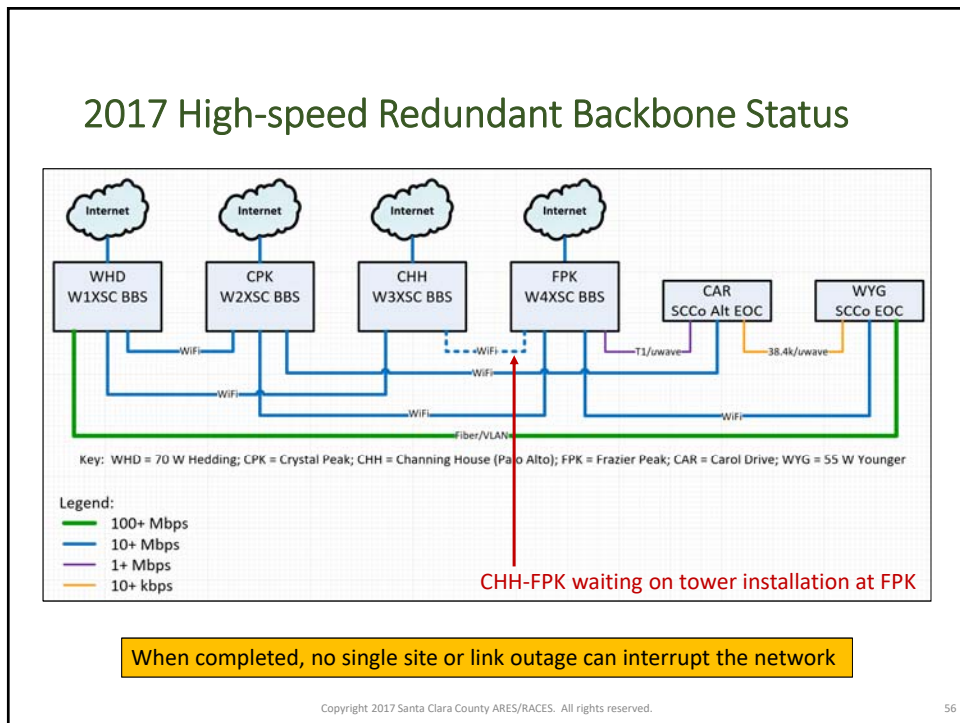 2017 High-speed Redundant Backbone Status
Internet
Internet
Internet
Internet
WHD
W1XSC BBS
CPK
W2XSC BBS
CHH
W3XSC BBS
FPK
W4XSC BBS
CAR
SCCo Alt EOC
WYG
SCCo EOC
WiFi
WiFi
T1/uwave
38.4k/uwave
WiFi
WiFi
WiFi
WiFi
Fiber/VLAN
Key: WHD = 70 W Hedding; CPK = Crystal Peak; CHH = Channing House (Palo Alto); FPK = Frazier Peak; CAR = Carol Drive; WYG = 55 W Younger
Legend:
100+ Mbps
10+ Mbps
1+ Mbps
10+ kbps
CHH-FPK waiting on tower installation at FPK
When completed, no single site or link outage can interrupt the network
Copyright 2017 Santa Clara County ARES/RACES. All rights reserved.
56